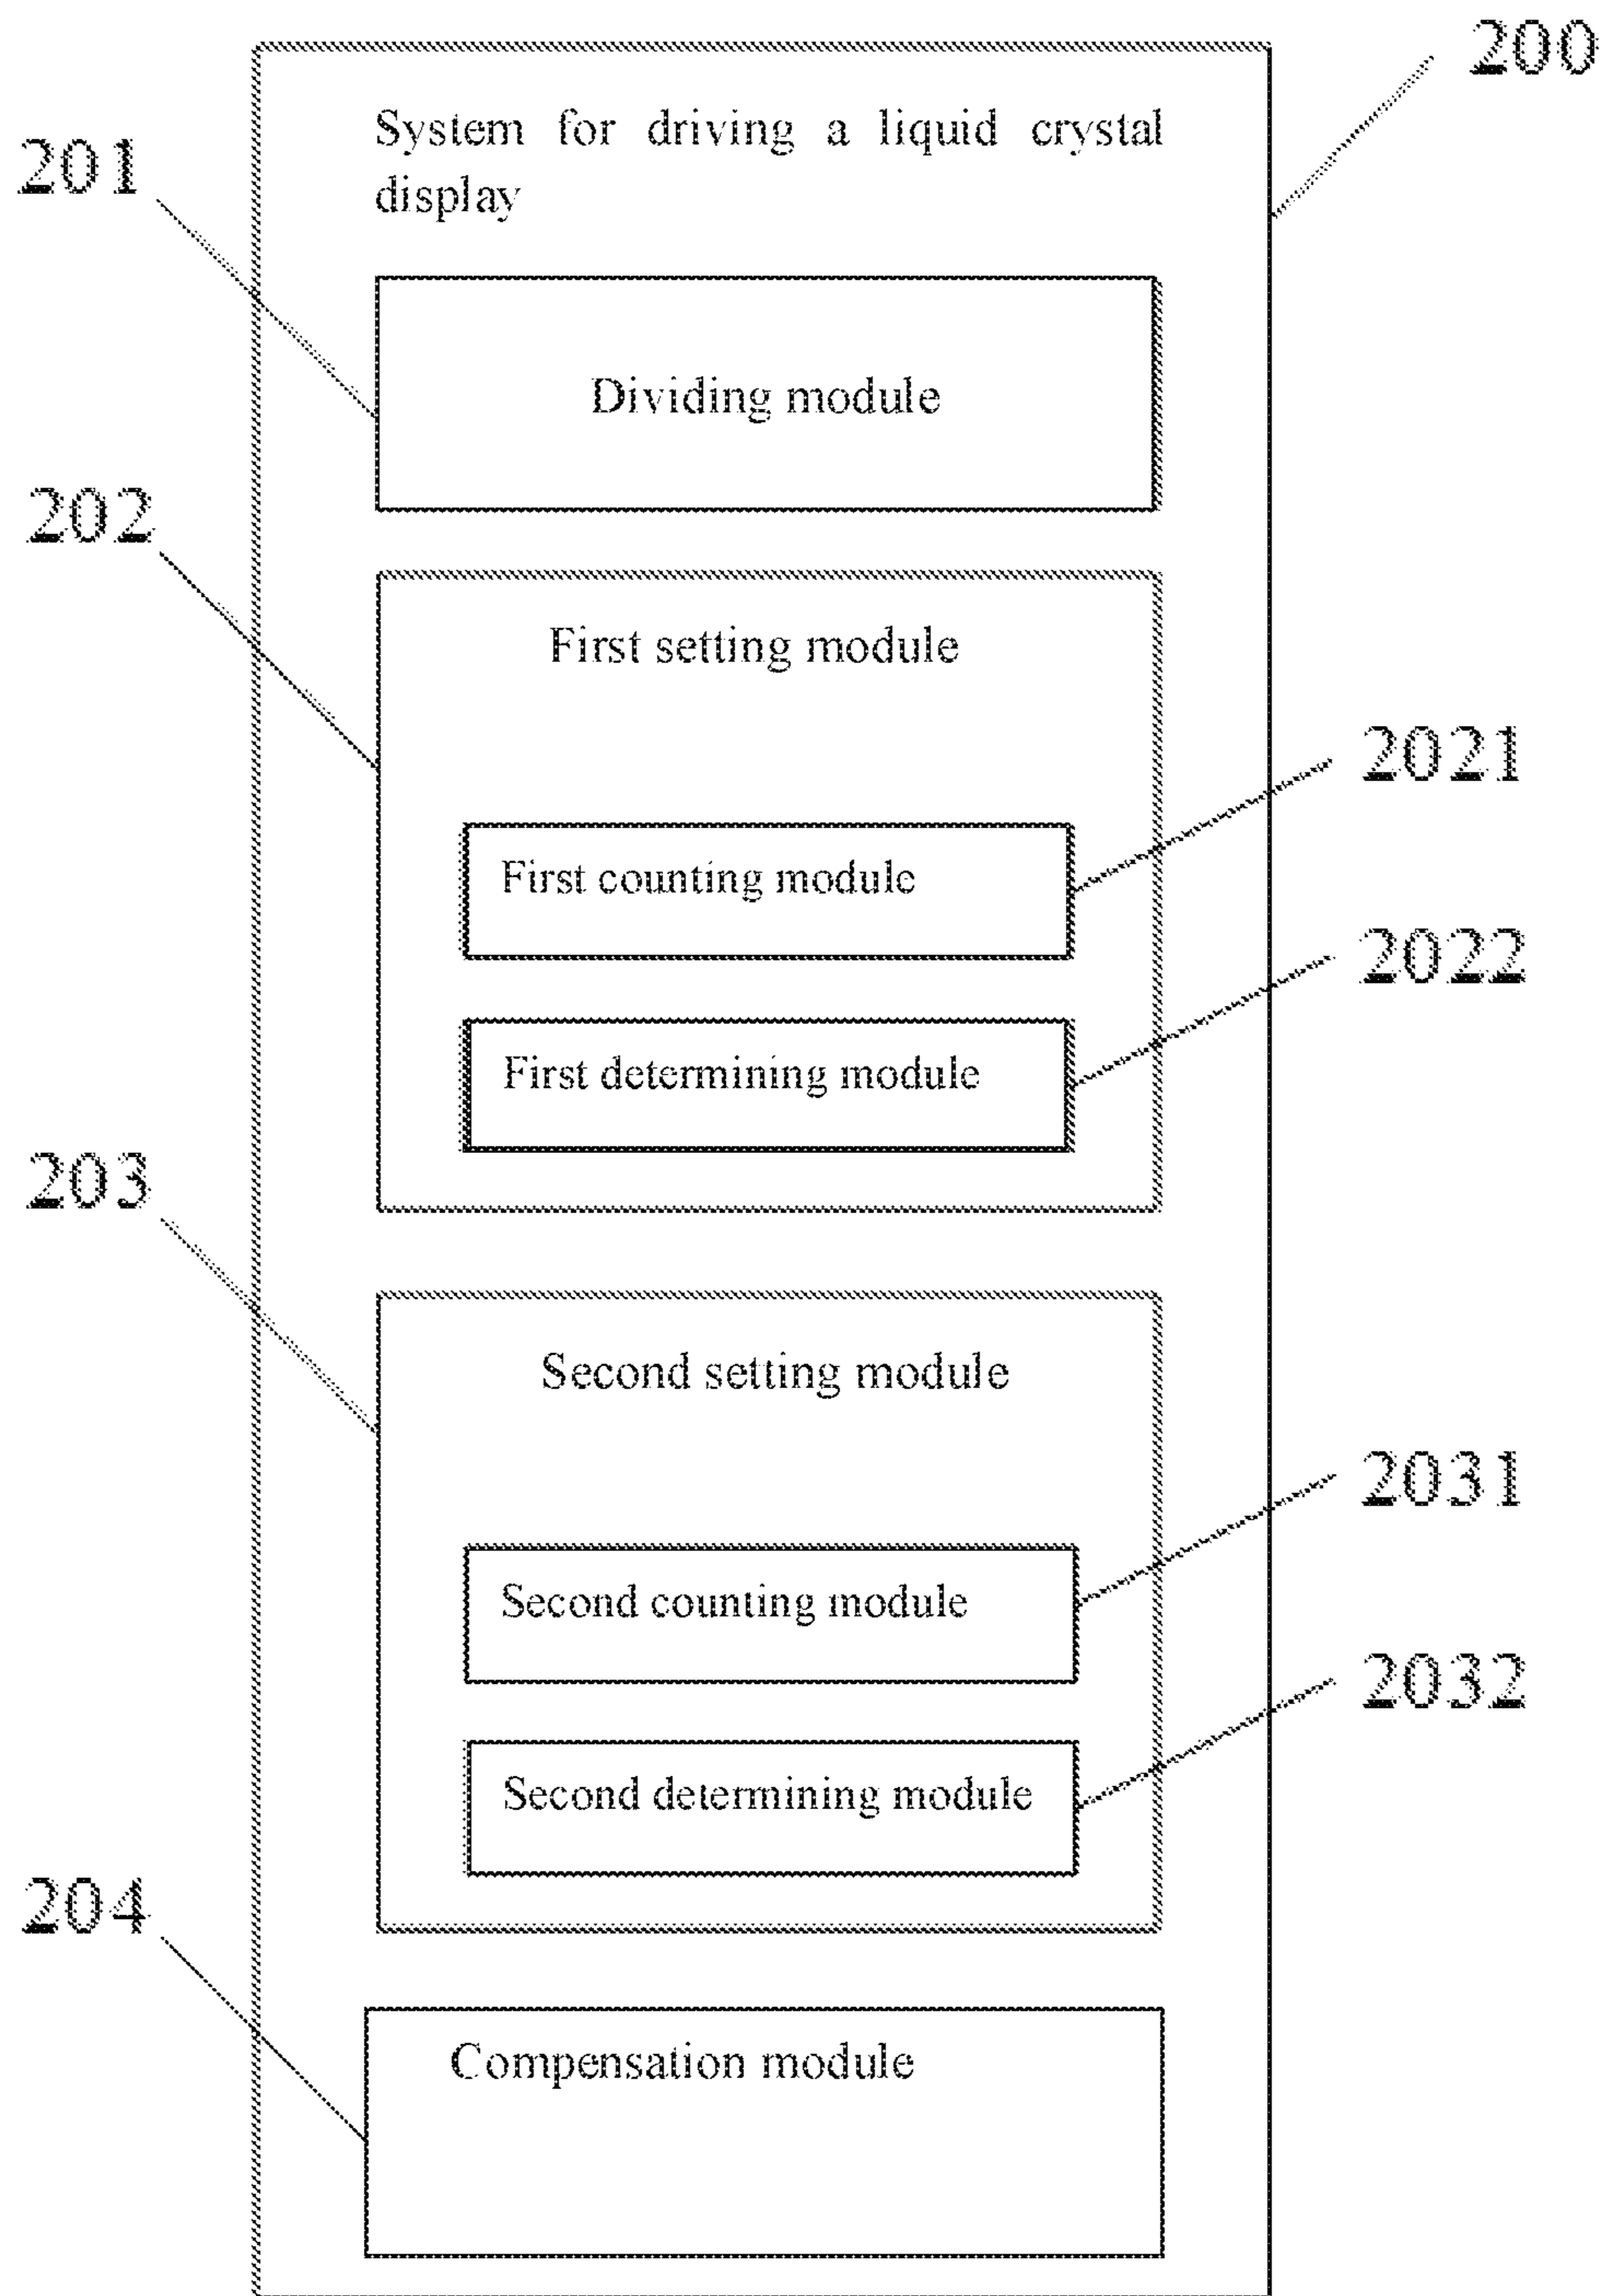 200
System for driving a liquid crystal
display
201
Dividing module
202
First setting module
2021
First counting module
2022
First determining module
203
Second setting module
2031
Second counting module
2032
Second determining module
204
Compensation module